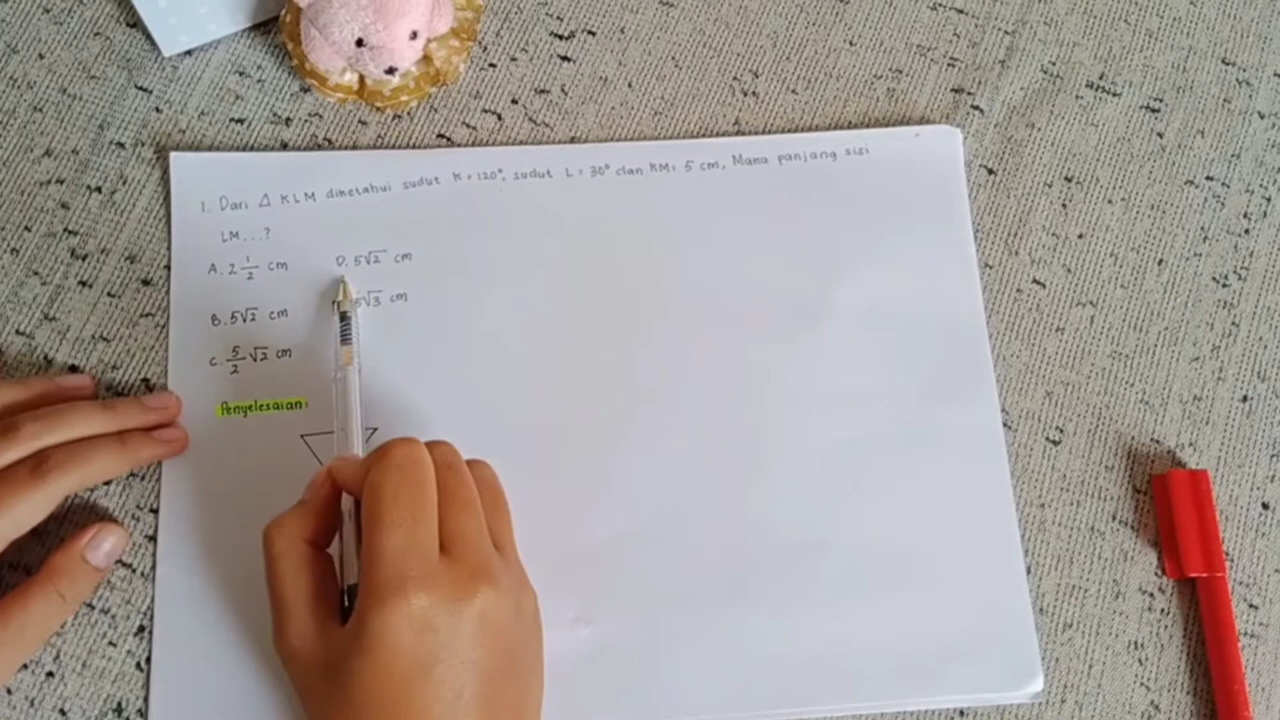 1. Dari Δ KLM diketahui sudut K = 120°, sudut L = 30° dan KM = 5 cm, Maka panjang sisi
LM...?
A. 2 1/2 cm
B. 5√2 cm
C. 5/2 √2 cm
D. 5√2 cm
5√3 cm
Penyelesaian: